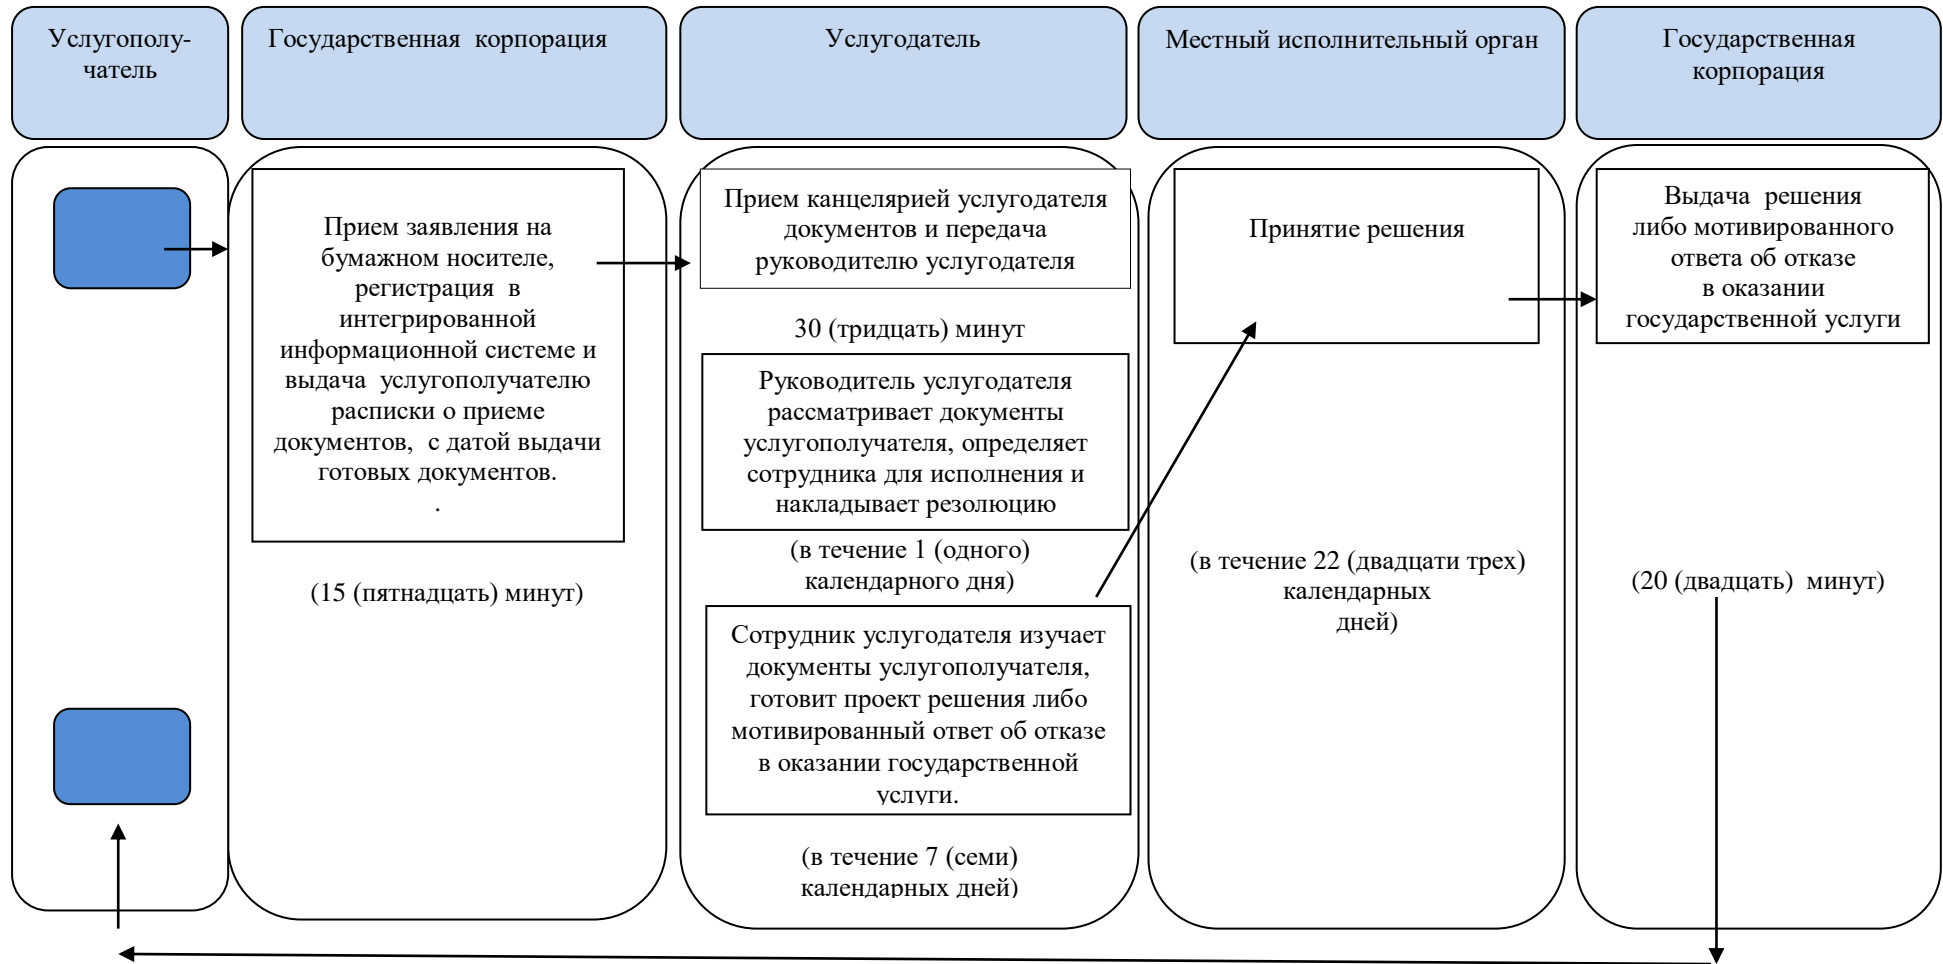 Услугополу-
чатель
Государственная корпорация
Услугодатель
Местный исполнительный орган
Государственная
корпорация
Прием заявления на
бумажном носителе,
регистрация в
интегрированной
информационной системе и
выдача услугополучателю
расписки о приеме
документов, с датой выдачи
готовых документов.
.
(15 (пятнадцать) минут)
Прием канцелярией услугодателя
документов и передача
руководителю услугодателя
30 (тридцать) минут
Руководитель услугодателя
рассматривает документы
услугополучателя, определяет
сотрудника для исполнения и
накладывает резолюцию
(в течение 1 (одного)
календарного дня)
Сотрудник услугодателя изучает
документы услугополучателя,
готовит проект решения либо
мотивированный ответ об отказе
в оказании государственной
услуги.
(в течение 7 (семи)
календарных дней)
Принятие решения
(в течение 22 (двадцати трех)
календарных
дней)
Выдача решения
либо мотивированного
ответа об отказе
в оказании
государственной услуги
(20 (двадцать) минут)